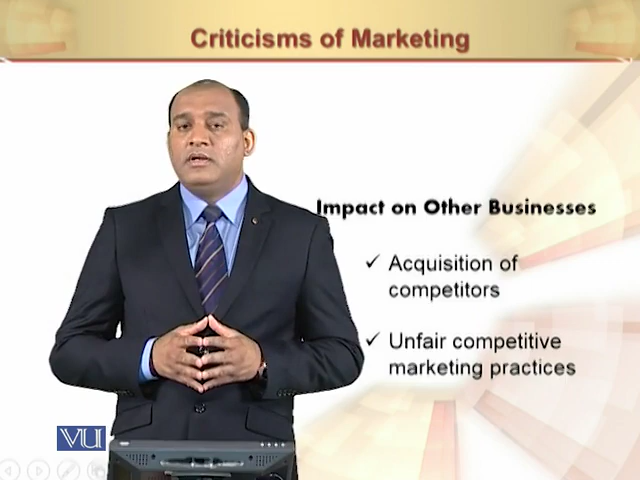 Criticisms of Marketing
Impact on Other Businesses
✓ Acquisition of
competitors
✓ Unfair competitive
marketing practices
VU